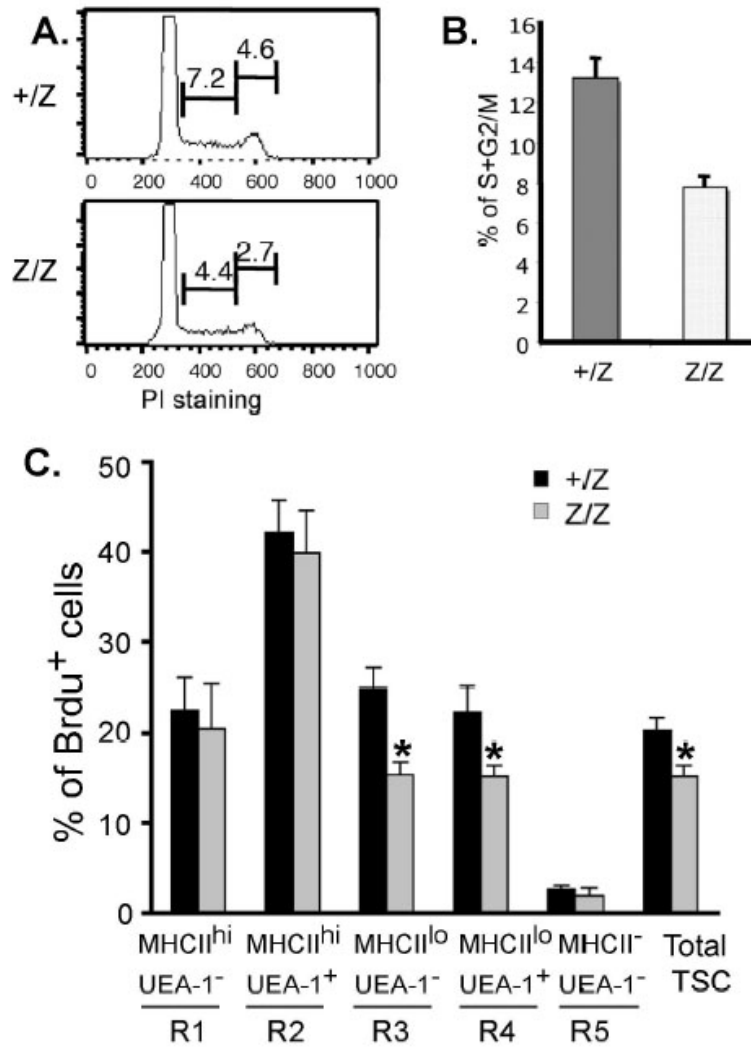 A.
+/Z
7.2
4.6
0 200 400 600 800 1000
Z/Z
4.4
2.7
0 200 400 600 800 1000
PI staining
B.
% of S+G2/M
16
14
12
10
8
6
4
2
0
+/Z Z/Z
C.
% of Brdu⁺ cells
50
40
30
20
10
0
+/Z
Z/Z
* * *
MHCIIʰⁱ MHCIIʰⁱ MHCIIˡᵒ MHCIIˡᵒ MHCII⁻ Total
UEA-1⁻ UEA-1⁺ UEA-1⁻ UEA-1⁺ UEA-1⁻ TSC
R1 R2 R3 R4 R5